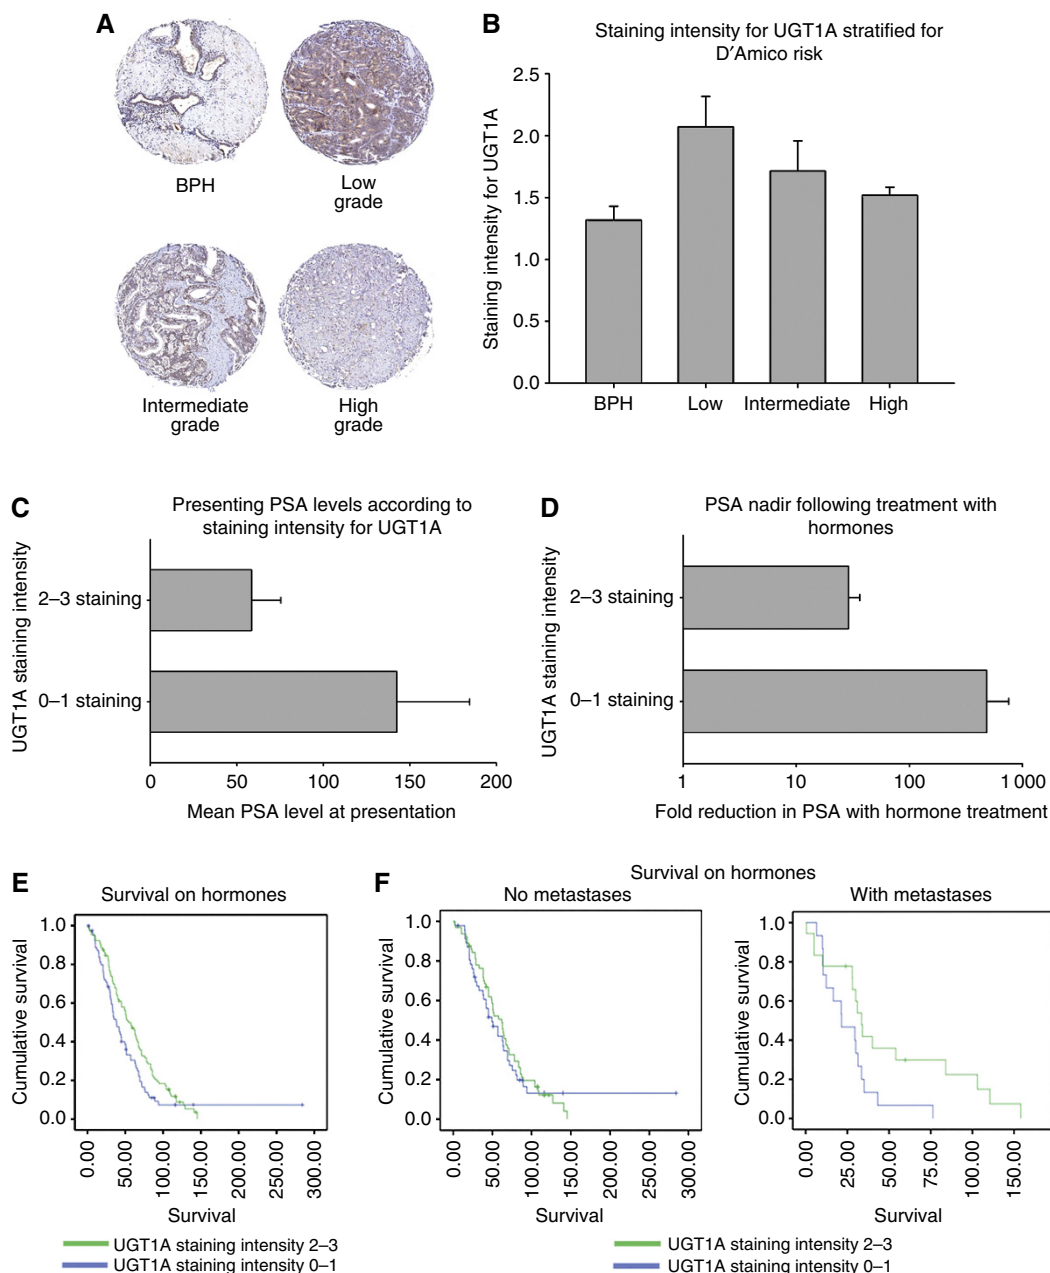 A
BPH
Low
grade
Intermediate
grade
High
grade
B
Staining intensity for UGT1A stratified for
D′Amico risk
Staining intensity for UGT1A
2.5
2.0
1.5
1.0
0.5
0.0
BPH
Low
Intermediate
High
C
Presenting PSA levels according to
staining intensity for UGT1A
UGT1A staining intensity
2–3 staining
0–1 staining
0
50
100
150
200
Mean PSA level at presentation
D
PSA nadir following treatment with
hormones
UGT1A staining intensity
2–3 staining
0–1 staining
1
10
100
1 000
Fold reduction in PSA with hormone treatment
E
Survival on hormones
Cumulative survival
1.0
0.8
0.6
0.4
0.2
0.0
0.00
50.00
100.00
150.00
200.00
250.00
300.00
Survival
UGT1A staining intensity 2–3
UGT1A staining intensity 0–1
F
Survival on hormones
No metastases
Cumulative survival
1.0
0.8
0.6
0.4
0.2
0.0
0.00
50.00
100.00
150.00
200.00
250.00
300.00
Survival
With metastases
Cumulative survival
1.0
0.8
0.6
0.4
0.2
0.0
0.00
25.00
50.00
75.00
100.00
150.00
Survival
UGT1A staining intensity 2–3
UGT1A staining intensity 0–1